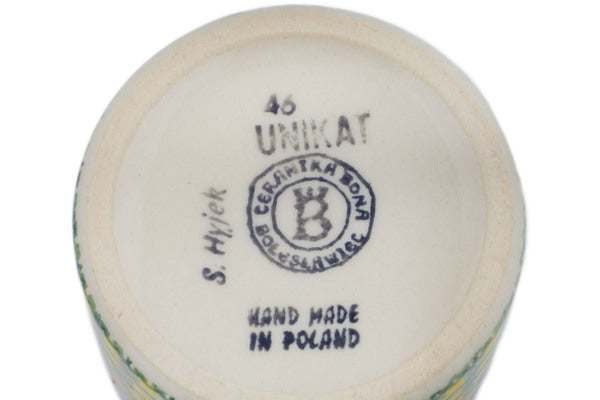 46
UNIKAT
CERAMIKA BONA
BOLESŁAWIEC
B
S. Hyjek
HAND MADE
IN POLAND